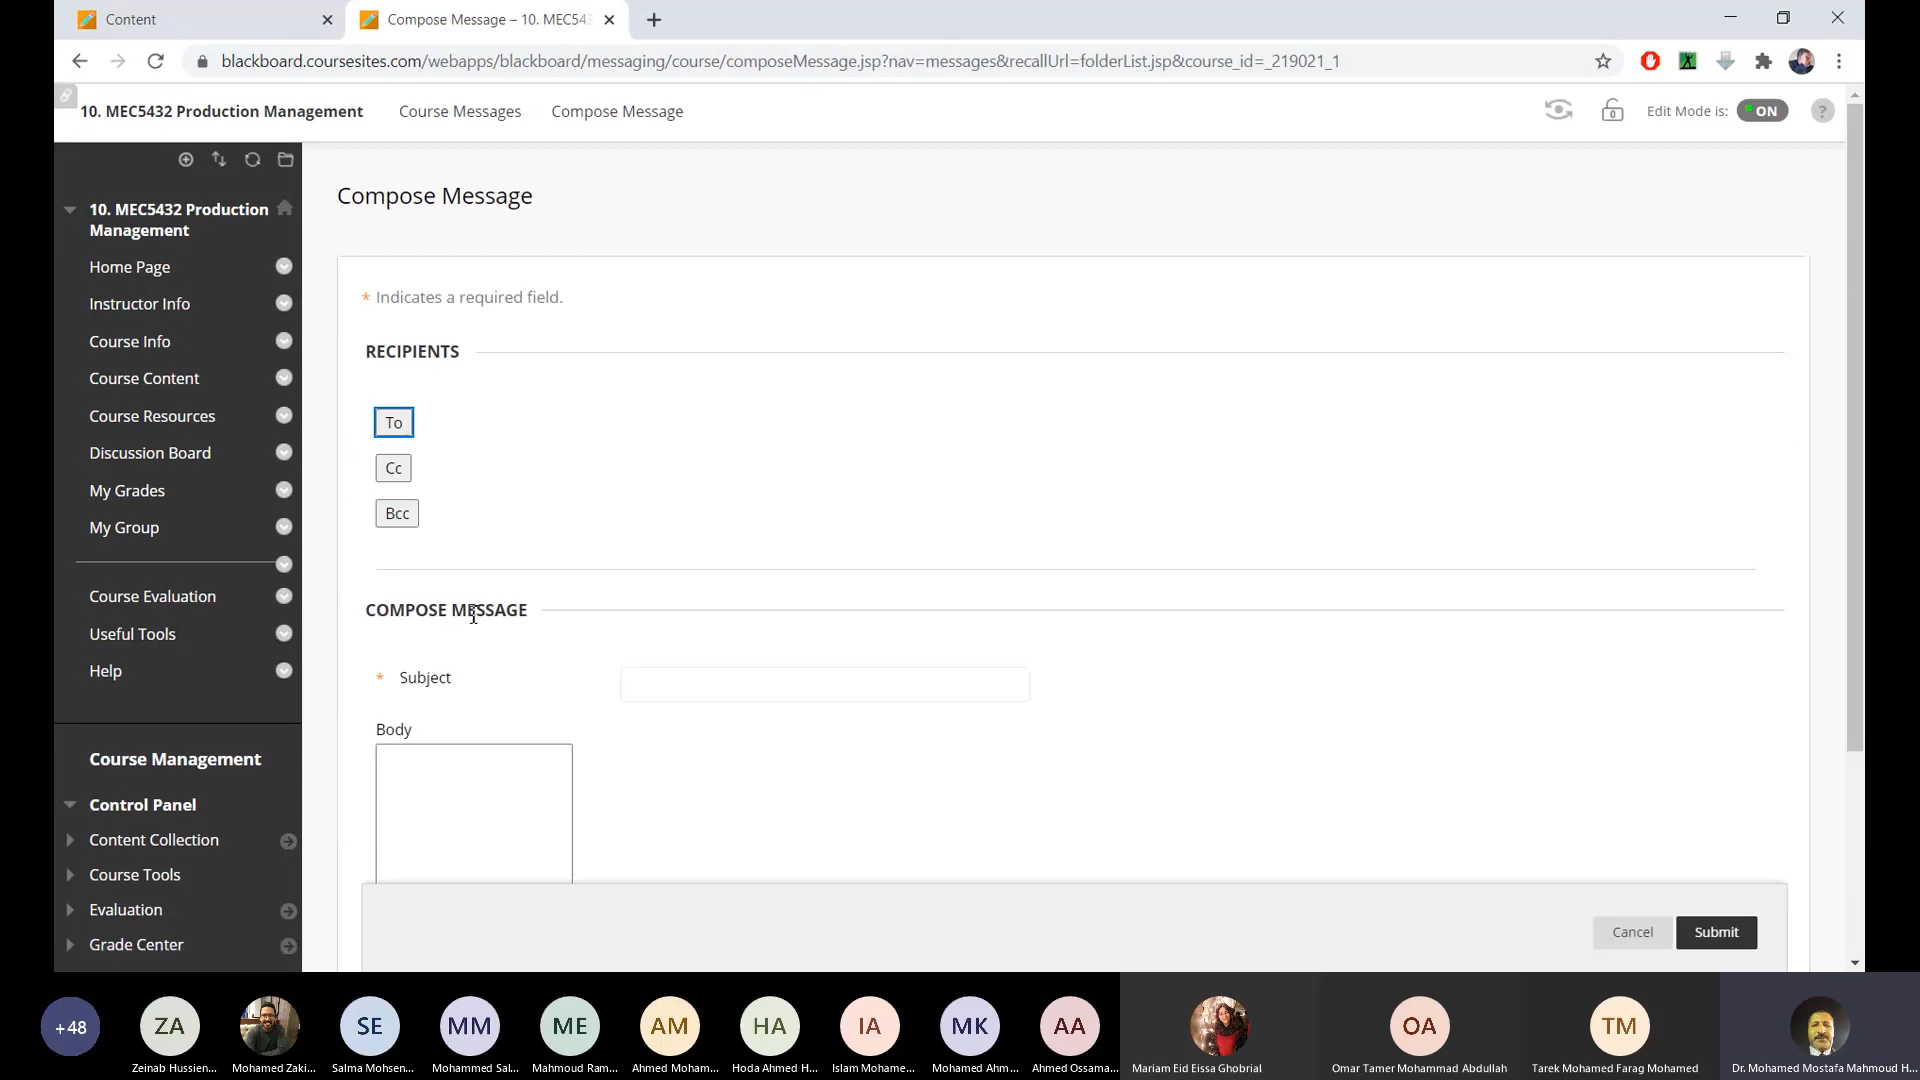 Content
Compose Message – 10. MEC543
blackboard.coursesites.com/webapps/blackboard/messaging/course/composeMessage.jsp?nav=messages&recallUrl=folderList.jsp&course_id=_219021_1
10. MEC5432 Production Management
Course Messages
Compose Message
Edit Mode is:
ON
?
10. MEC5432 Production
Management
Home Page
Instructor Info
Course Info
Course Content
Course Resources
Discussion Board
My Grades
My Group
Course Evaluation
Useful Tools
Help
Course Management
Control Panel
Content Collection
Course Tools
Evaluation
Grade Center
Compose Message
* Indicates a required field.
RECIPIENTS
To
Cc
Bcc
COMPOSE MESSAGE
* Subject
Body
Cancel
Submit
+48
ZA
SE
MM
ME
AM
HA
IA
MK
AA
OA
TM
Zeinab Hussien...
Mohamed Zaki...
Salma Mohsen...
Mohammed Sal...
Mahmoud Ram...
Ahmed Moham...
Hoda Ahmed H...
Islam Mohame...
Mohamed Ahm...
Ahmed Ossama...
Mariam Eid Eissa Ghobrial
Omar Tamer Mohammad Abdullah
Tarek Mohamed Farag Mohamed
Dr. Mohamed Mostafa Mahmoud H...